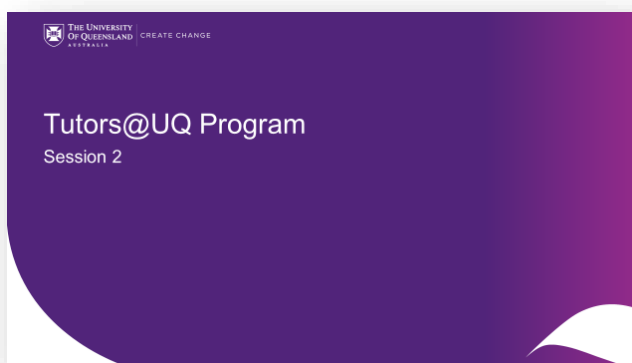 THE UNIVERSITY
OF QUEENSLAND
AUSTRALIA
CREATE CHANGE
Tutors@UQ Program
Session 2